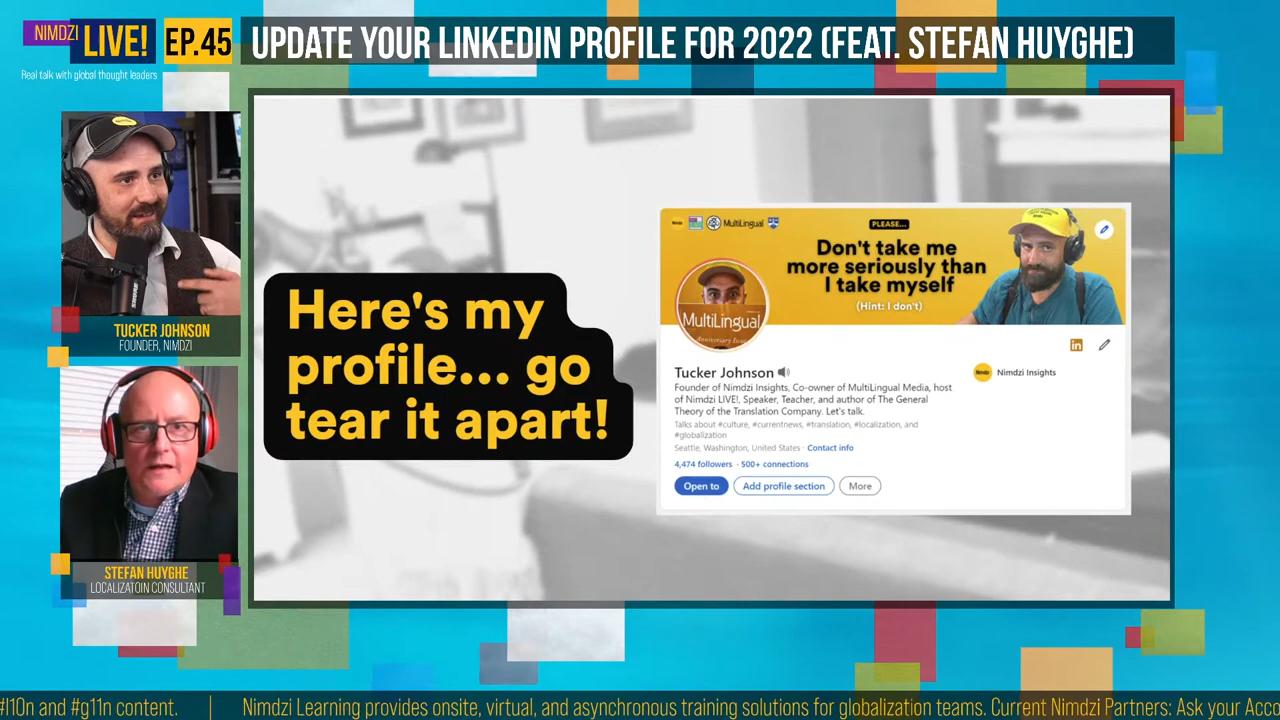 NIMDZI LIVE!
Real talk with global thought leaders
EP.45
UPDATE YOUR LINKEDIN PROFILE FOR 2022 (FEAT. STEFAN HUYGHE)
TUCKER JOHNSON
FOUNDER, NIMDZI
STEFAN HUYGHE
LOCALIZATOIN CONSULTANT
Here's my
profile... go
tear it apart!
Nimdzi
MultiLingual
PLEASE...
Don't take me
more seriously than
I take myself
(Hint: I don't)
MultiLingual
Anniversary Issue
in
Tucker Johnson
Nimdzi
Nimdzi Insights
Founder of Nimdzi Insights, Co-owner of MultiLingual Media, host
of Nimdzi LIVE!, Speaker, Teacher, and author of The General
Theory of the Translation Company. Let's talk.
Talks about #culture, #currentnews, #translation, #localization, and
#globalization
Seattle, Washington, United States · Contact info
4,474 followers · 500+ connections
Open to
Add profile section
More
#l10n and #g11n content. | Nimdzi Learning provides onsite, virtual, and asynchronous training solutions for globalization teams. Current Nimdzi Partners: Ask your Acco